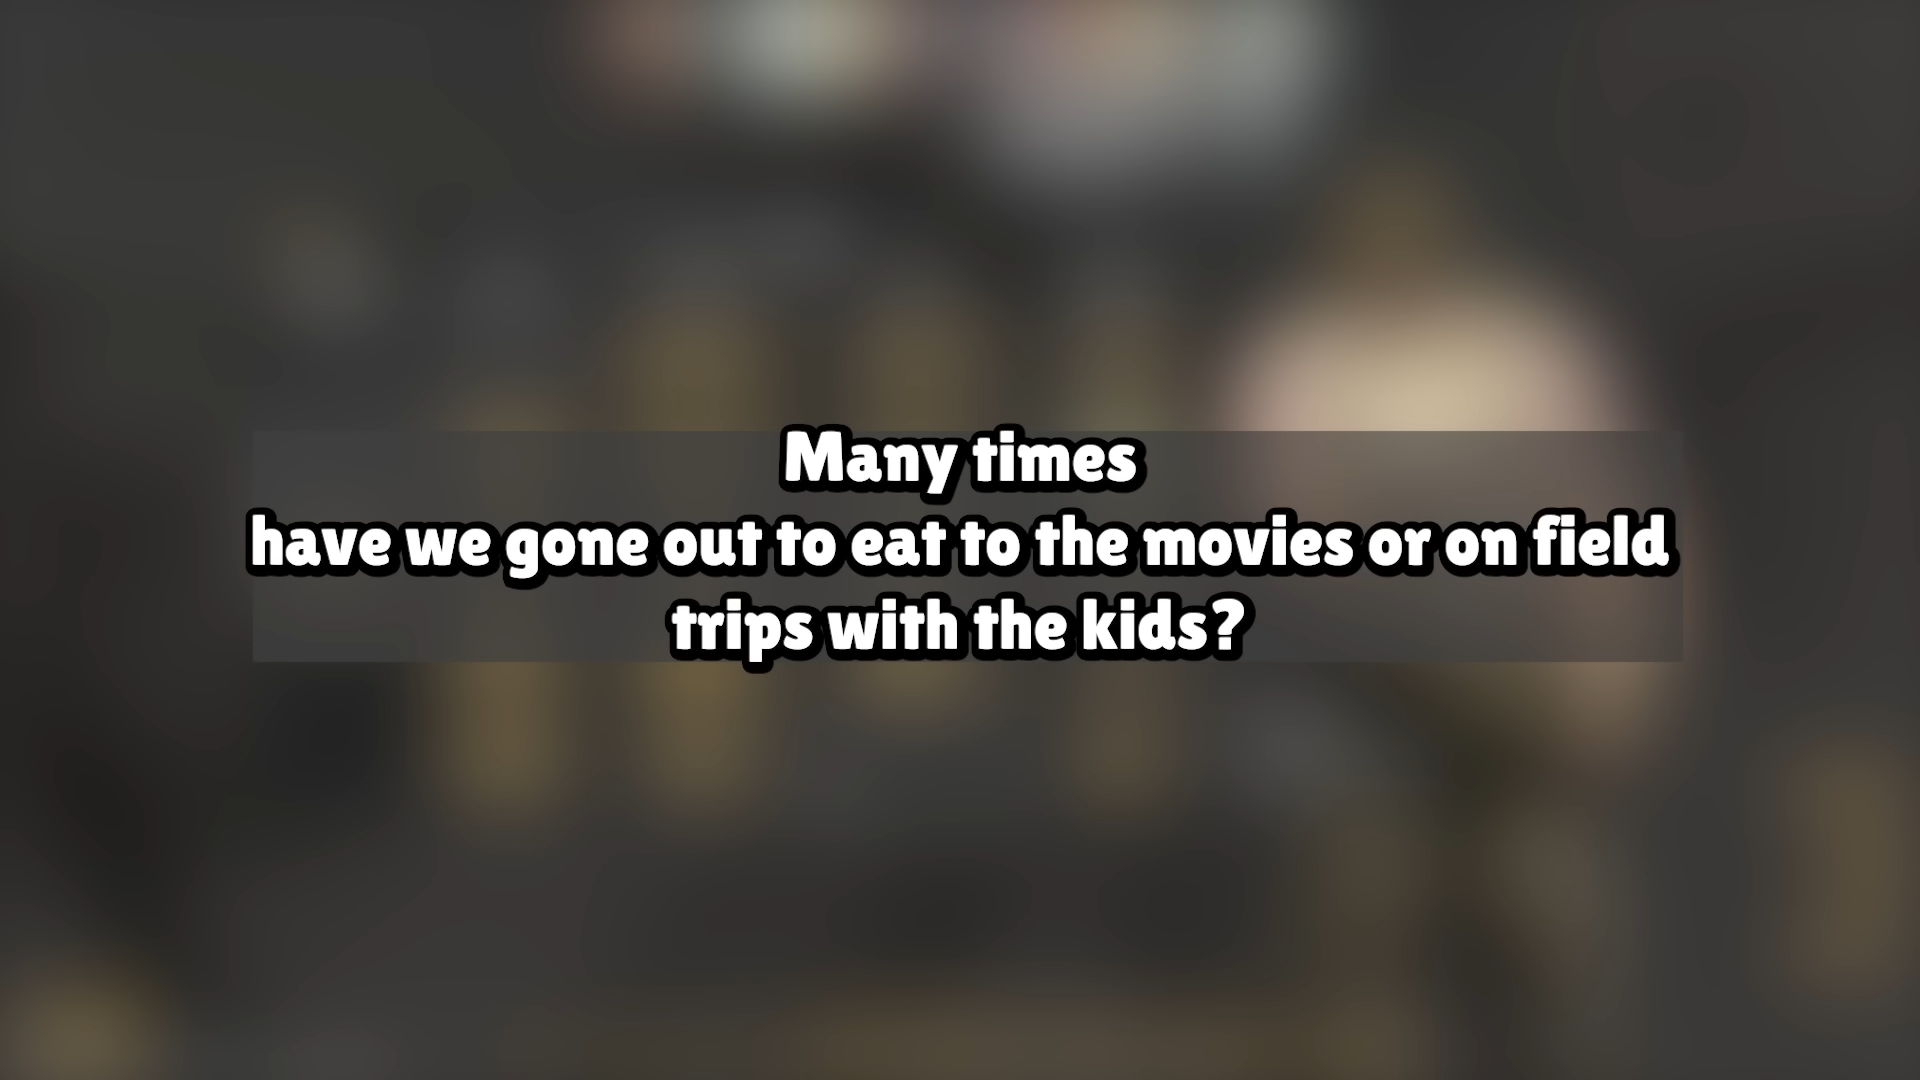 Many times
have we gone out to eat to the movies or on field
trips with the kids?